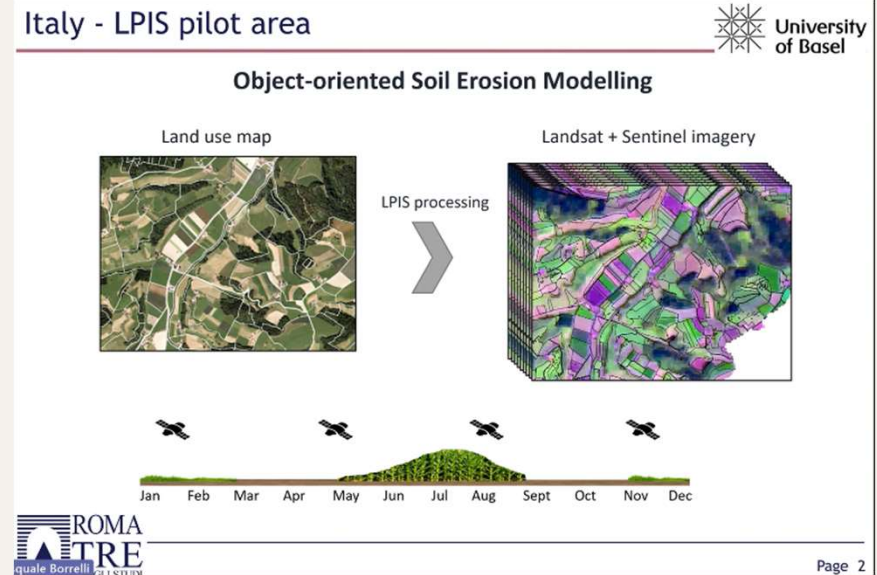 Italy - LPIS pilot area
University
of Basel
Object-oriented Soil Erosion Modelling
Land use map
Landsat + Sentinel imagery
LPIS processing
Jan Feb Mar Apr May Jun Jul Aug Sept Oct Nov Dec
ROMA
TRE
quale Borrelli
Page 2